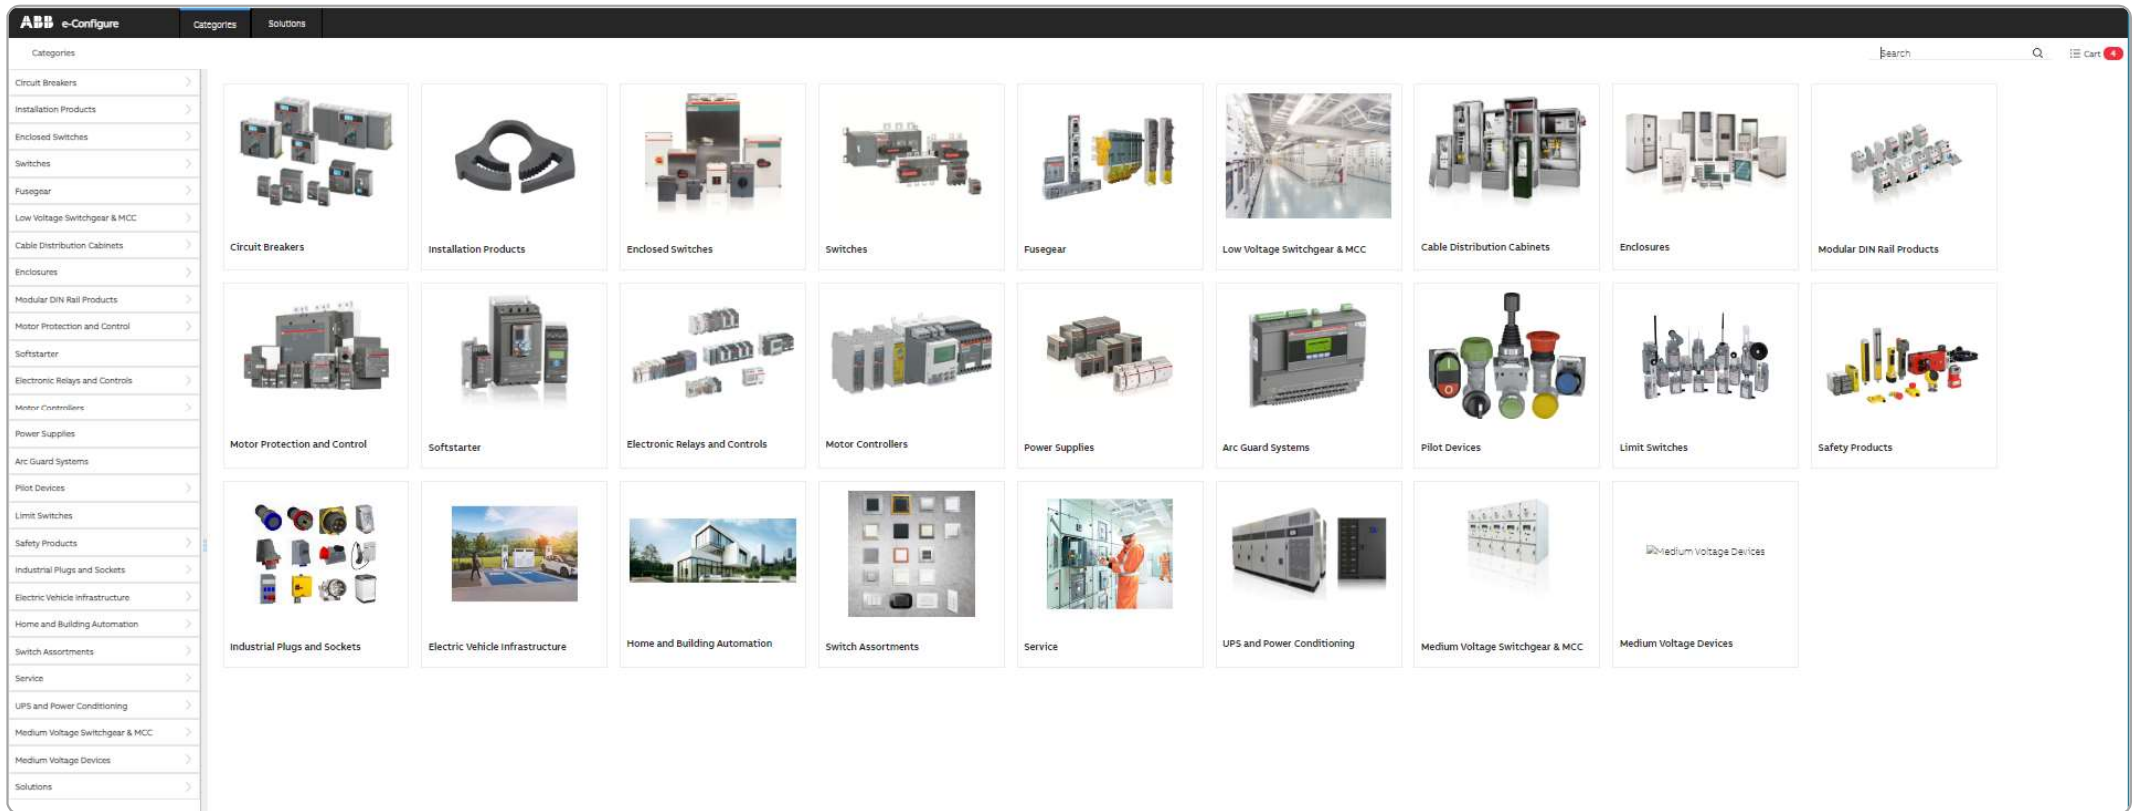 ABB e-Configure Categories Solutions
Categories
Search
Cart 4
Circuit Breakers
Installation Products
Enclosed Switches
Switches
Fusegear
Low Voltage Switchgear & MCC
Cable Distribution Cabinets
Enclosures
Modular DIN Rail Products
Motor Protection and Control
Softstarter
Electronic Relays and Controls
Motor Controllers
Power Supplies
Arc Guard Systems
Pilot Devices
Limit Switches
Safety Products
Industrial Plugs and Sockets
Electric Vehicle Infrastructure
Home and Building Automation
Switch Assortments
Service
UPS and Power Conditioning
Medium Voltage Switchgear & MCC
Medium Voltage Devices
Solutions
Circuit Breakers
Installation Products
Enclosed Switches
Switches
Fusegear
Low Voltage Switchgear & MCC
Cable Distribution Cabinets
Enclosures
Modular DIN Rail Products
Motor Protection and Control
Softstarter
Electronic Relays and Controls
Motor Controllers
Power Supplies
Arc Guard Systems
Pilot Devices
Limit Switches
Safety Products
Industrial Plugs and Sockets
Electric Vehicle Infrastructure
Home and Building Automation
Switch Assortments
Service
UPS and Power Conditioning
Medium Voltage Switchgear & MCC
Medium Voltage Devices
Medium Voltage Devices